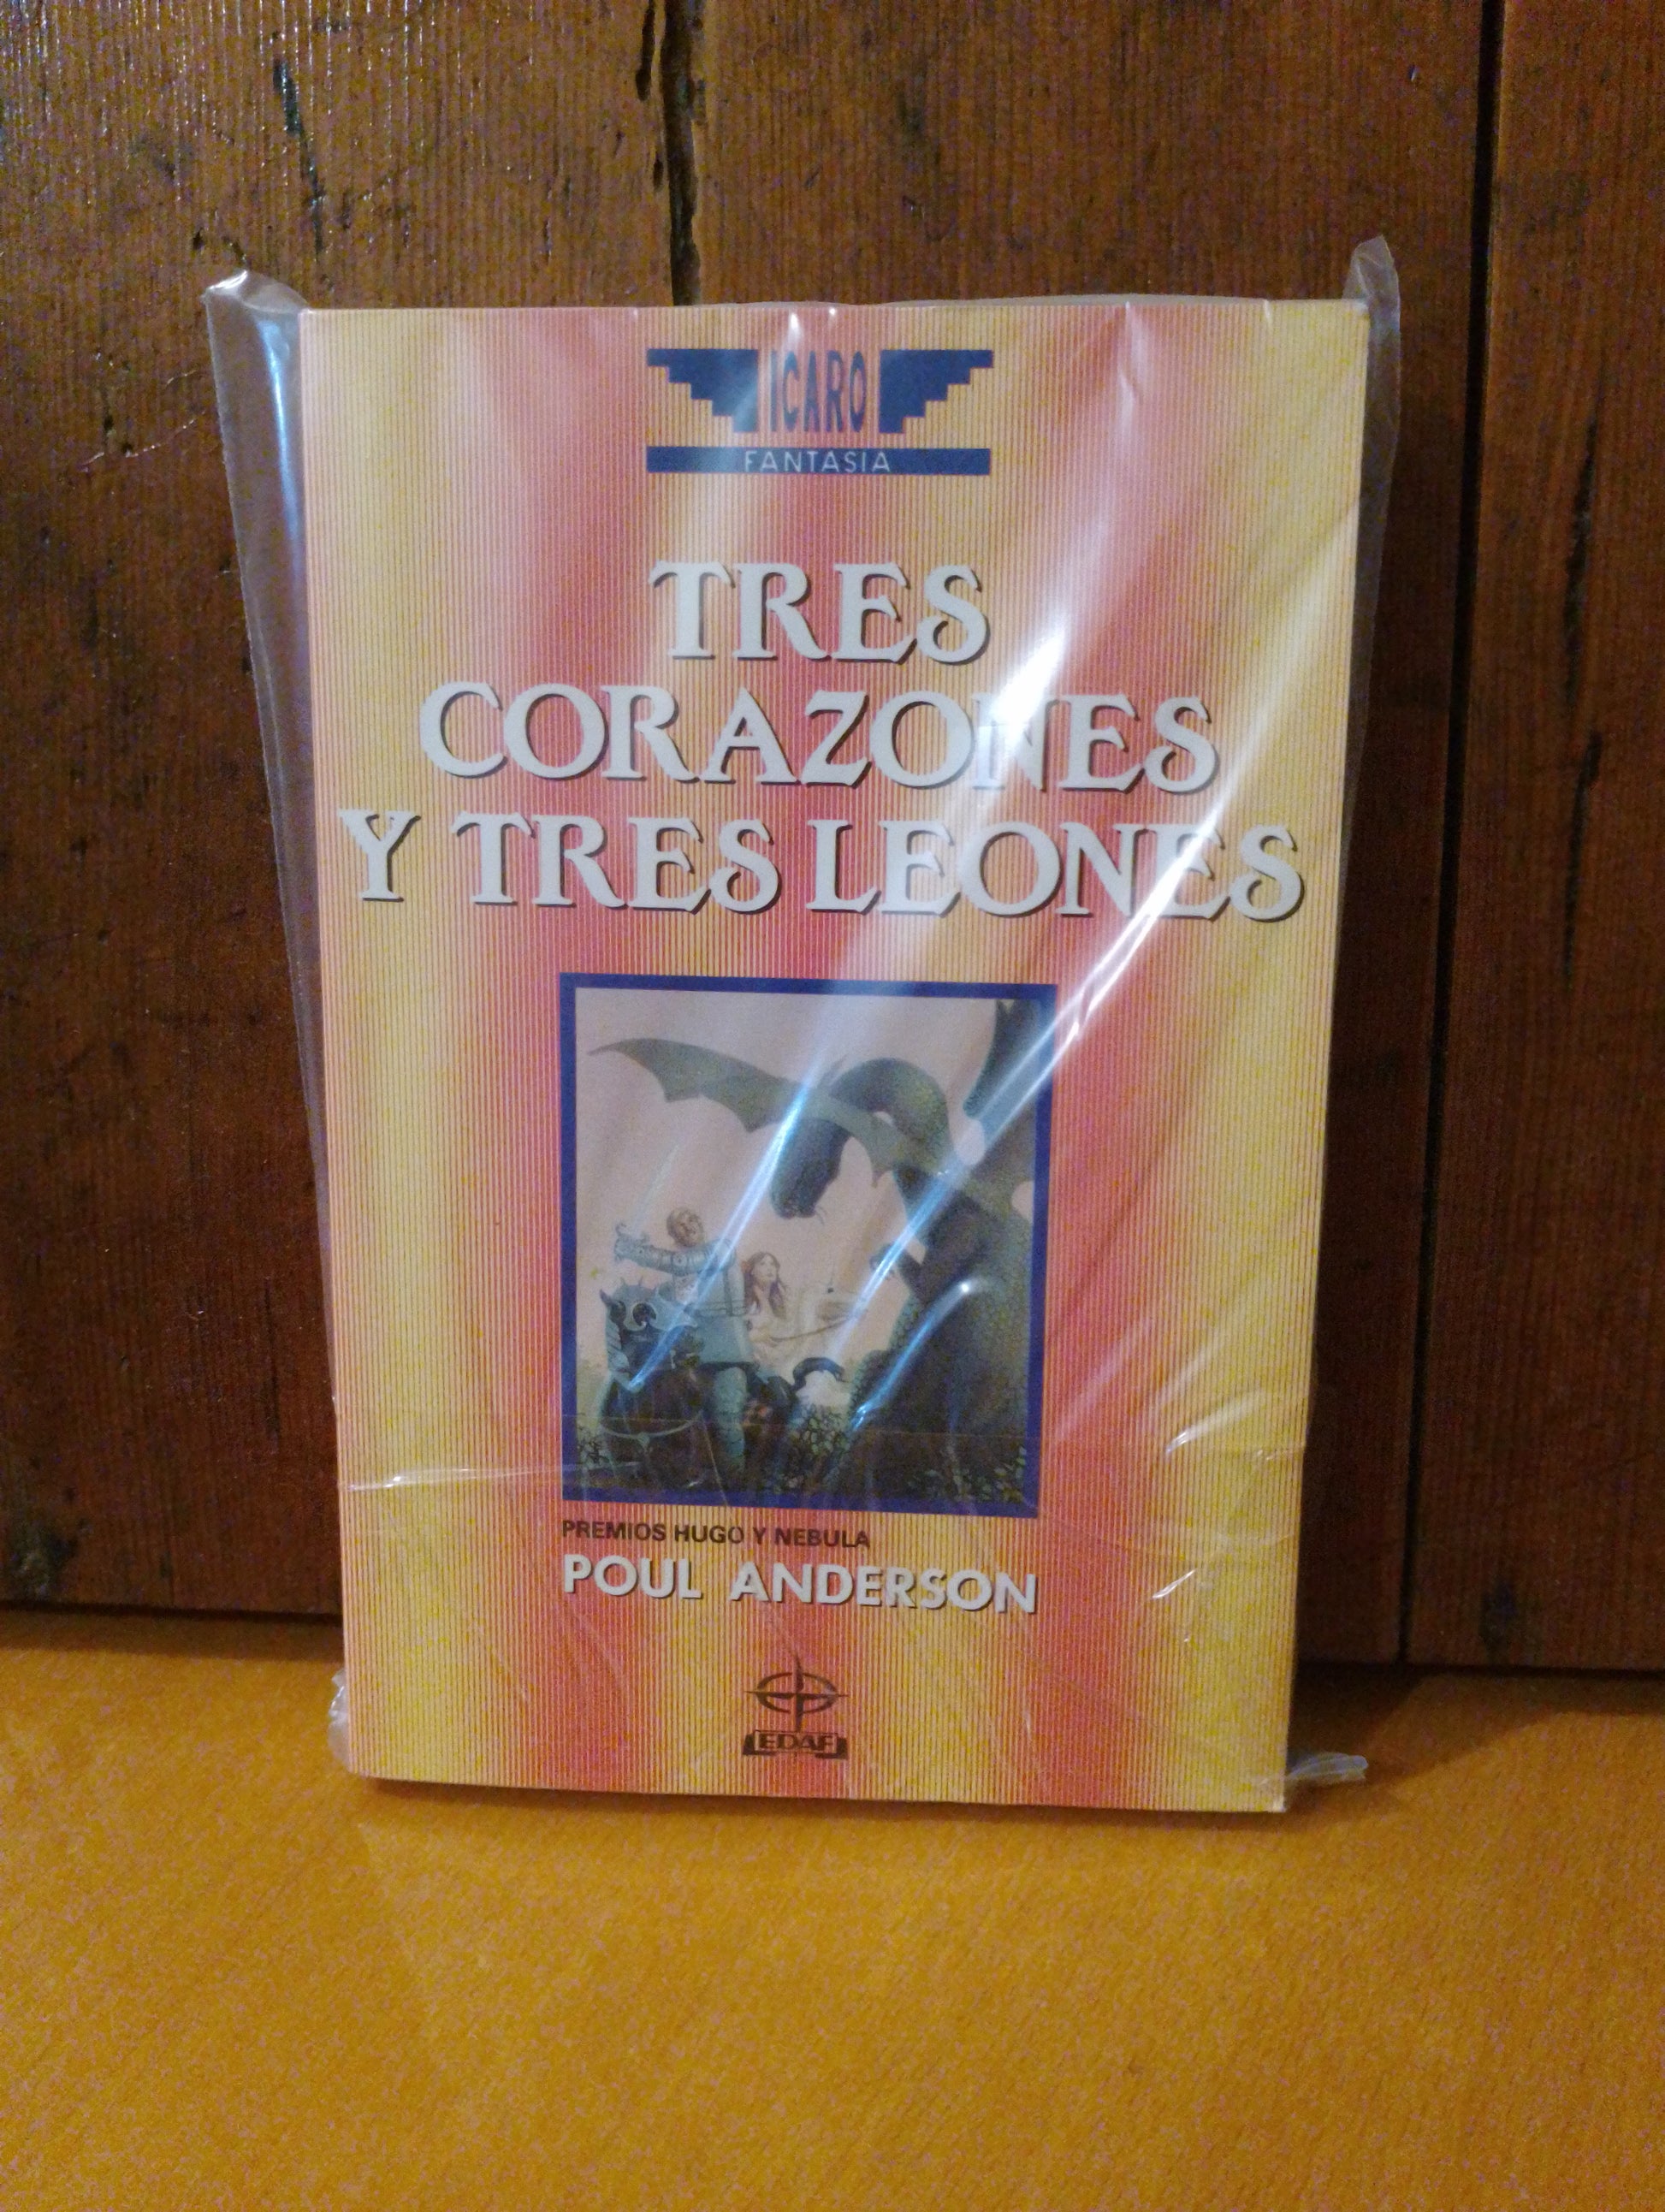 ICARO
FANTASIA
TRES
CORAZONES
Y TRES LEONES
PREMIOS HUGO Y NEBULA
POUL ANDERSON
EDAF